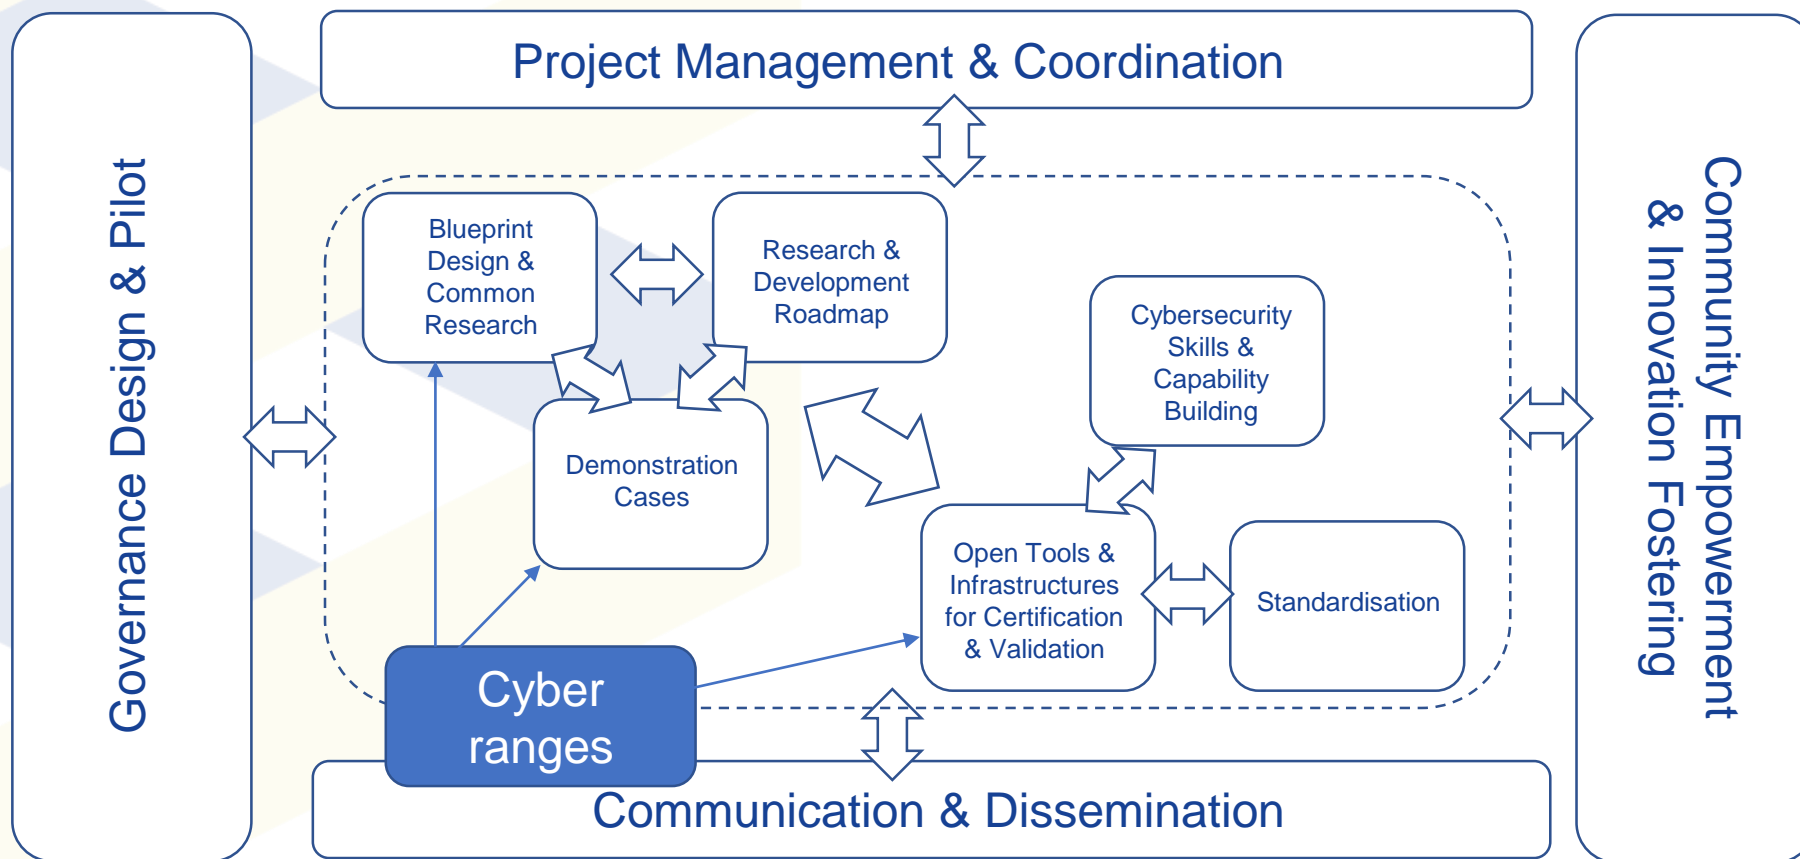 Project Management & Coordination
Governance Design & Pilot
Blueprint
Design &
Common
Research
Research &
Development
Roadmap
Cybersecurity
Skills &
Capability
Building
Demonstration
Cases
Open Tools &
Infrastructures
for Certification
& Validation
Standardisation
Cyber
ranges
Communication & Dissemination
Community Empowerment
& Innovation Fostering